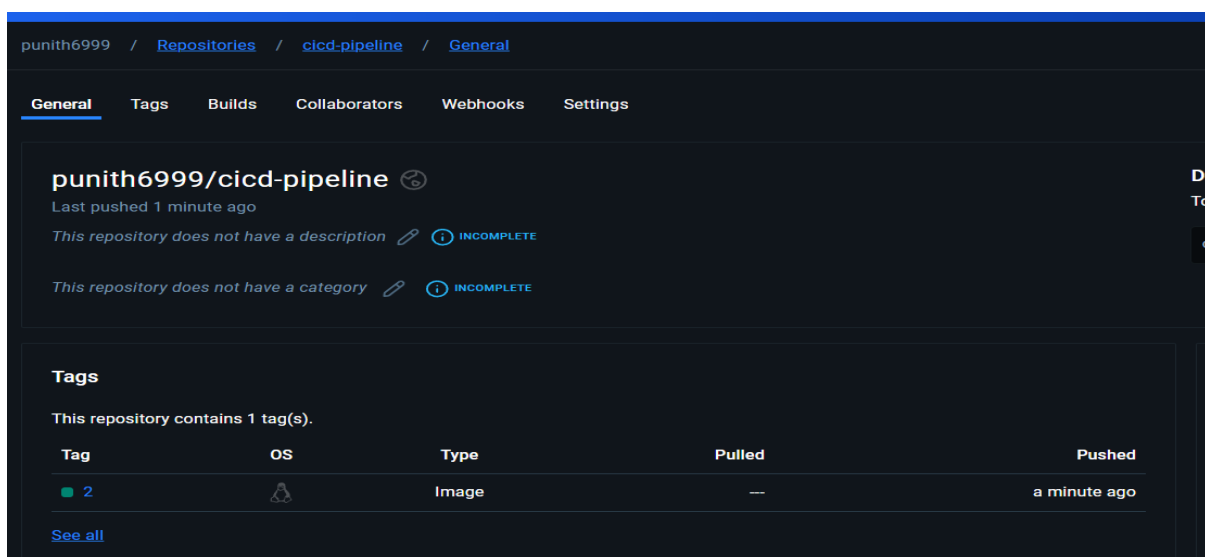 punith6999 / Repositories / cicd-pipeline / General
General Tags Builds Collaborators Webhooks Settings
punith6999/cicd-pipeline
Last pushed 1 minute ago
This repository does not have a description INCOMPLETE
This repository does not have a category INCOMPLETE
Tags
This repository contains 1 tag(s).
Tag OS Type Pulled Pushed
2 Image --- a minute ago
See all